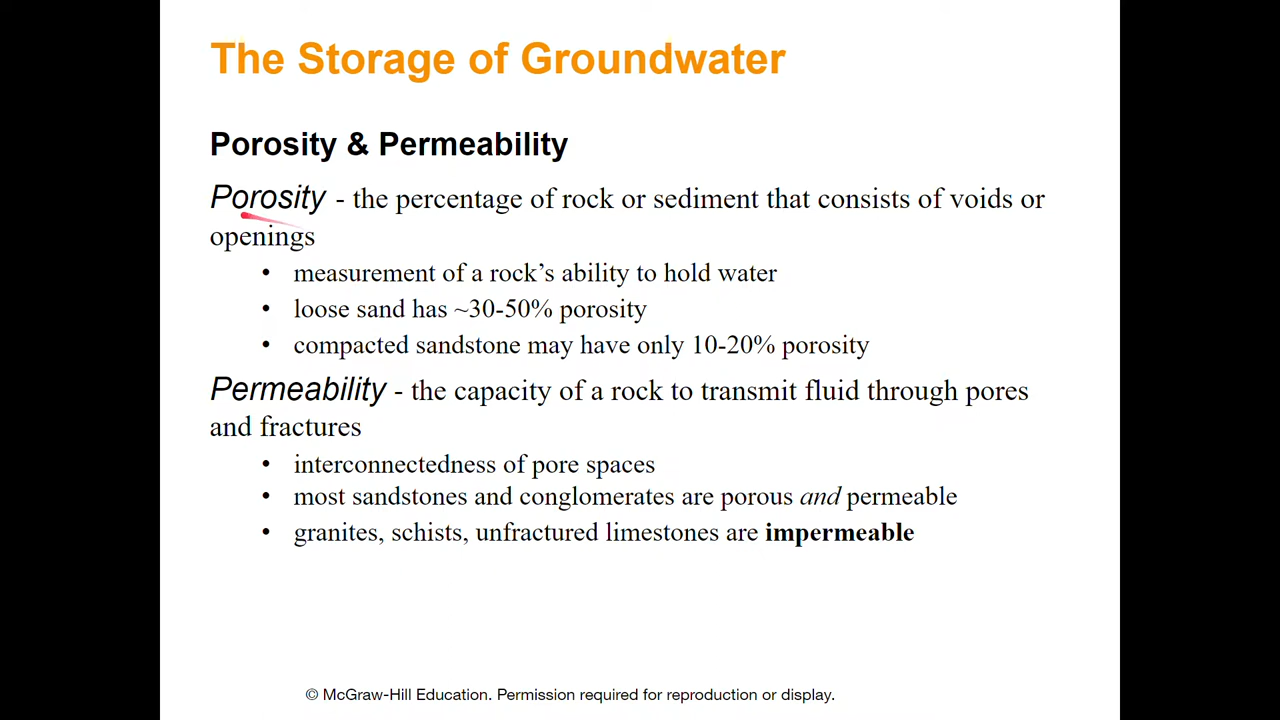 The Storage of Groundwater
Porosity & Permeability
Porosity - the percentage of rock or sediment that consists of voids or
openings
• measurement of a rock’s ability to hold water
• loose sand has ~30-50% porosity
• compacted sandstone may have only 10-20% porosity
Permeability - the capacity of a rock to transmit fluid through pores
and fractures
• interconnectedness of pore spaces
• most sandstones and conglomerates are porous and permeable
• granites, schists, unfractured limestones are impermeable
© McGraw-Hill Education. Permission required for reproduction or display.